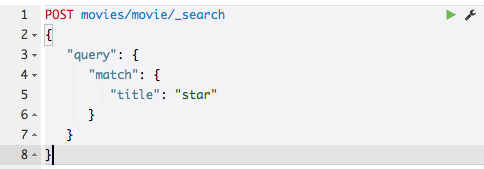 1 POST movies/movie/_search
2 {
3 "query": {
4 "match": {
5 "title": "star"
6 }
7 }
8 }